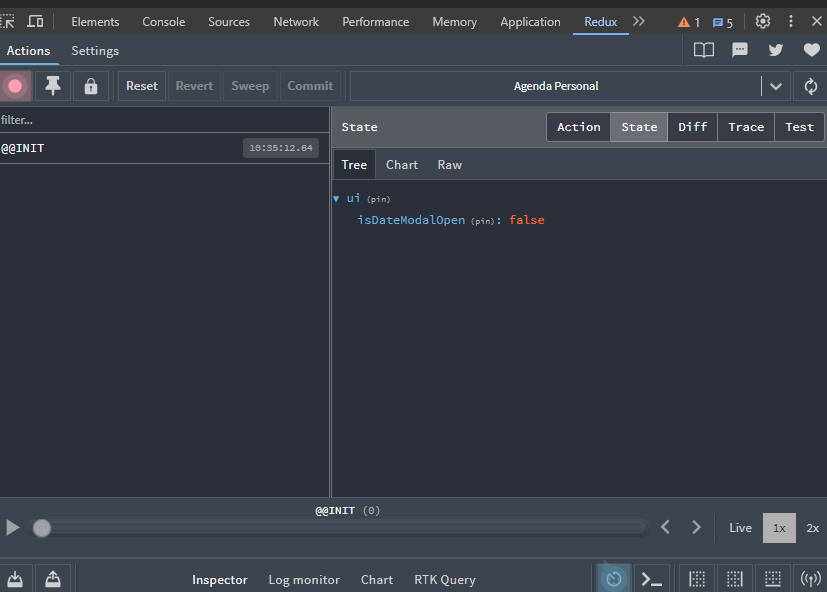 Elements Console Sources Network Performance Memory Application Redux 1 5
Actions Settings
Reset Revert Sweep Commit Agenda Personal
filter...
@@INIT 10:35:12.64
State Action State Diff Trace Test
Tree Chart Raw
ui (pin)
isDateModalOpen (pin): false
@@INIT (0)
Live 1x 2x
Inspector Log monitor Chart RTK Query